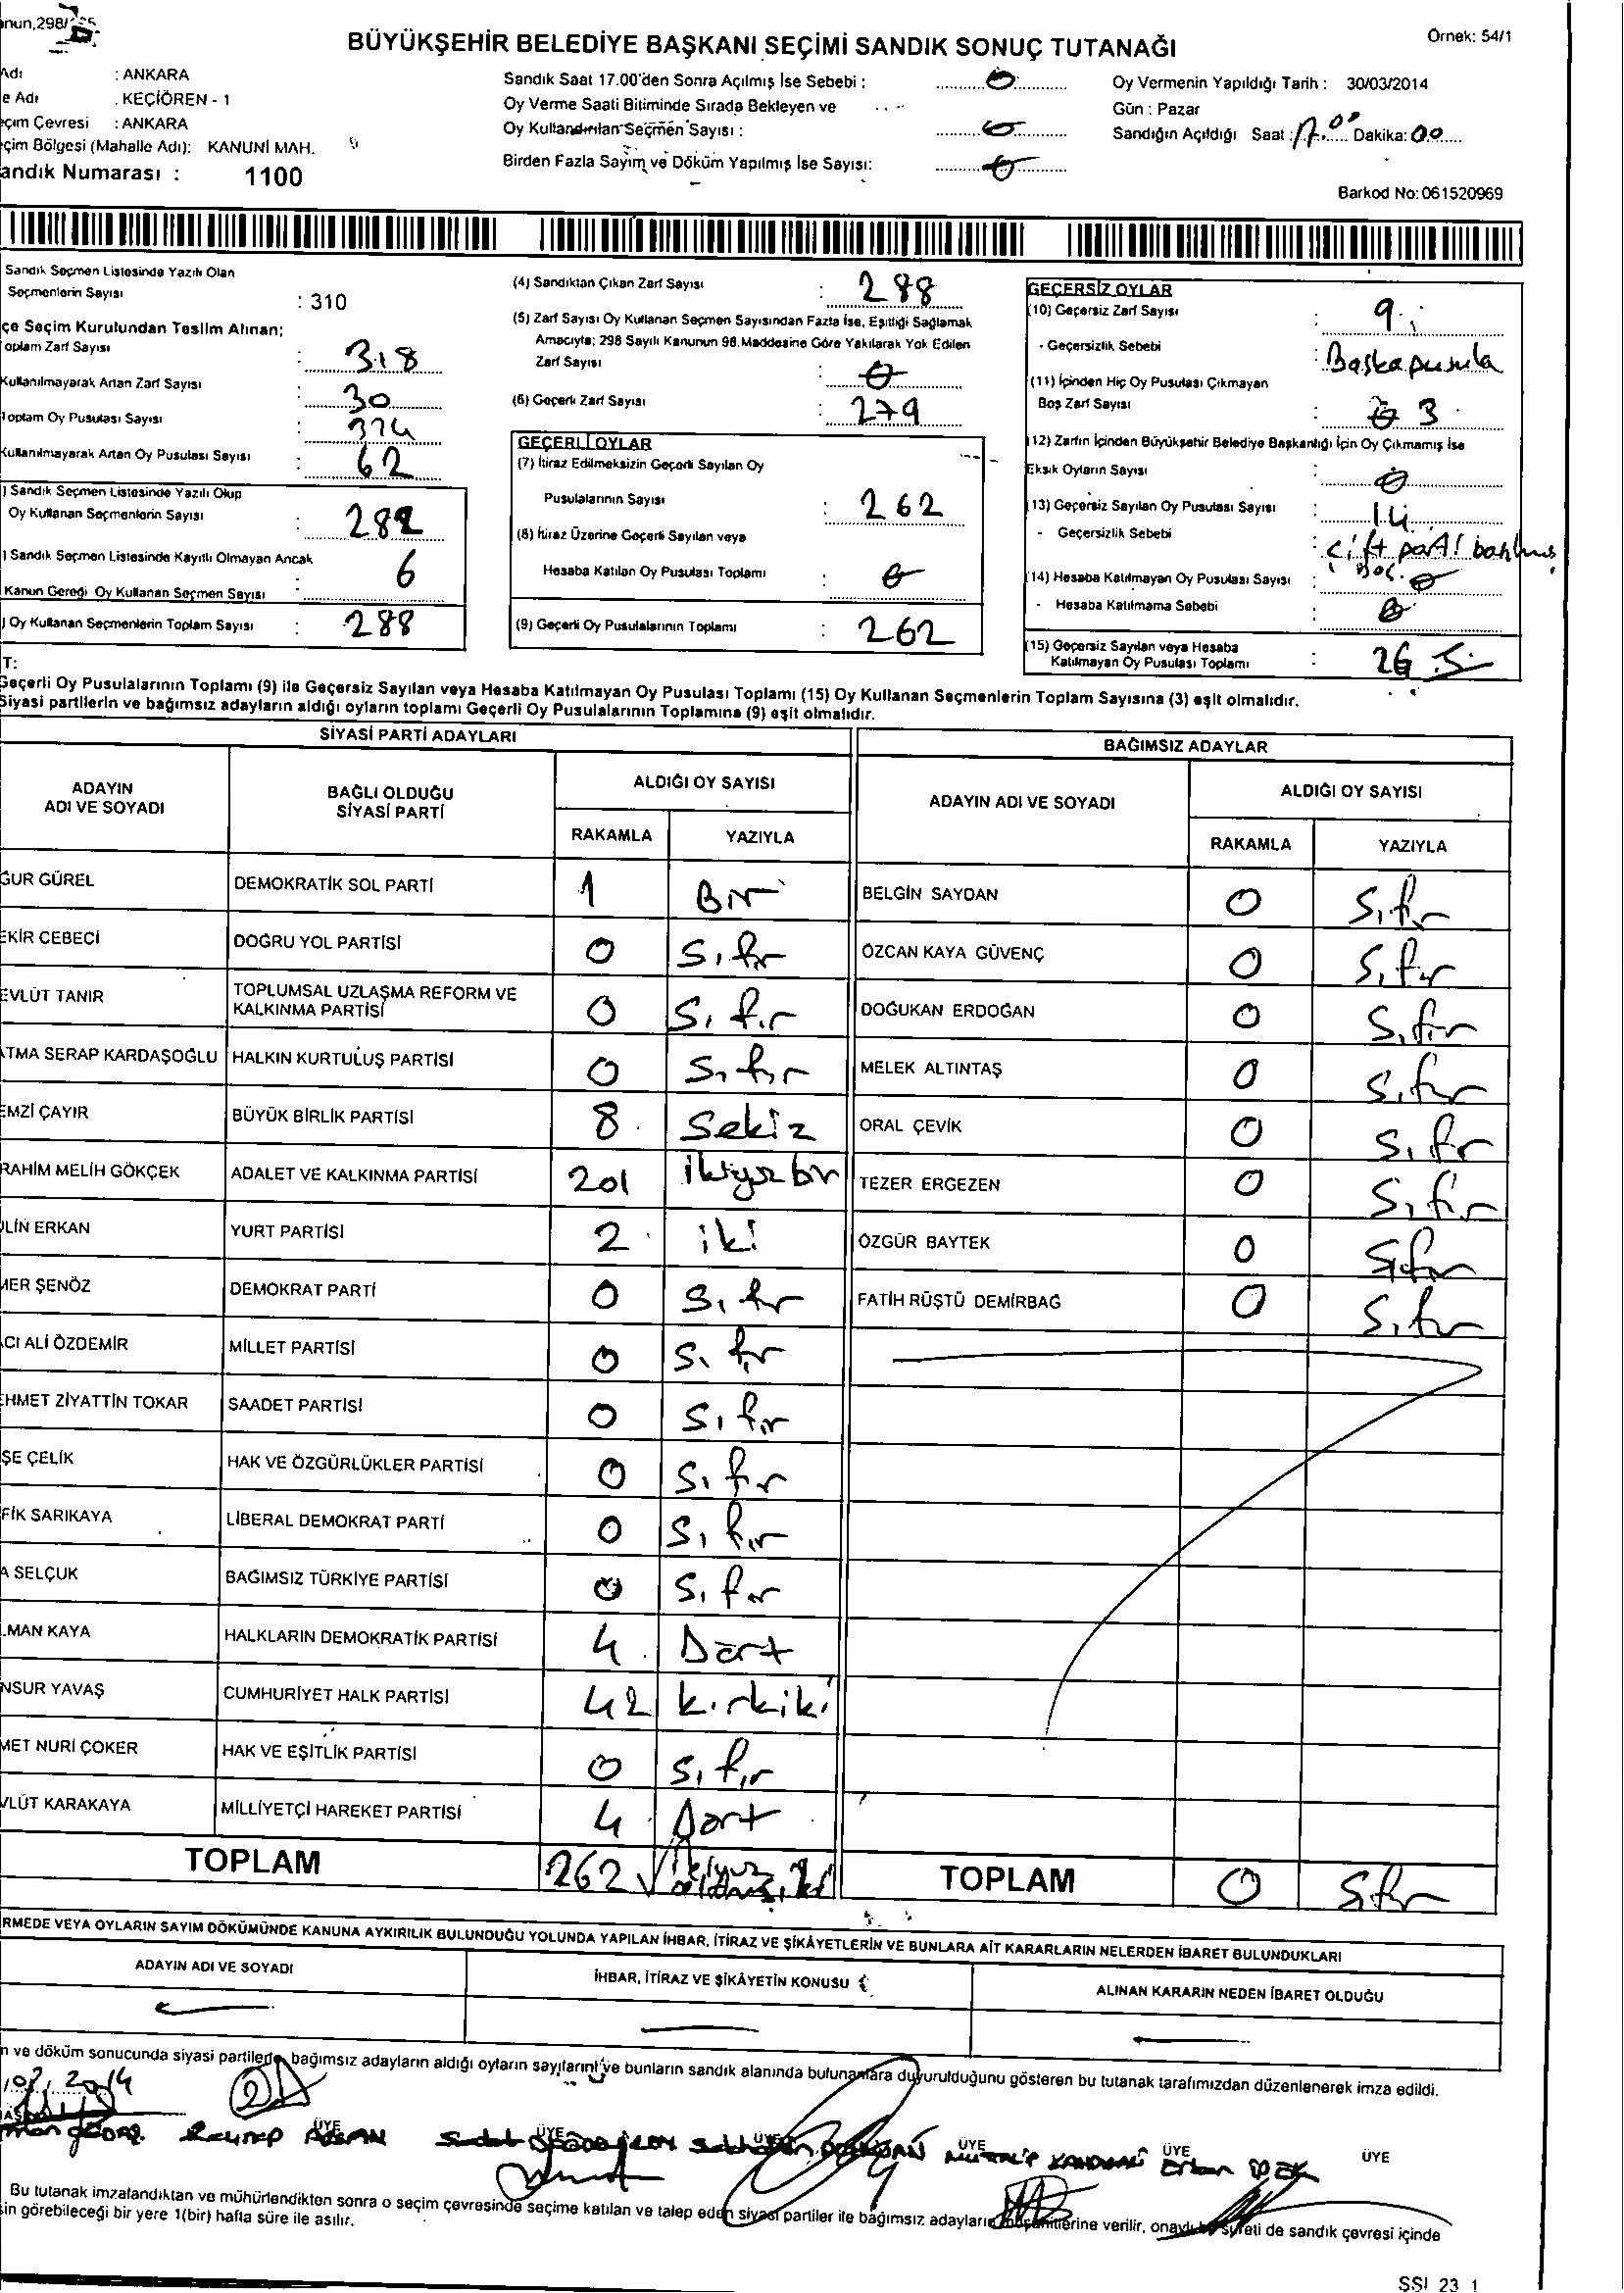 BÜYÜKŞEHİR BELEDİYE BAŞKANI SEÇİMİ SANDIK SONUÇ TUTANAĞI
Örnek: 54/1
Adı : ANKARA
e Adı . KEÇİÖREN - 1
eçim Çevresi : ANKARA
eçim Bölgesi (Mahalle Adı): KANUNİ MAH.
andık Numarası : 1100
Sandık Saat 17.00'den Sonra Açılmış İse Sebebi : 0
Oy Verme Saati Bitiminde Sırada Bekleyen ve
Oy Kullandırılan Seçmen Sayısı : 0
Birden Fazla Sayım ve Döküm Yapılmış İse Sayısı: 0
Oy Vermenin Yapıldığı Tarih : 30/03/2014
Gün : Pazar
Sandığın Açıldığı Saat : 17.00 Dakika: 00
Barkod No: 061520969
Sandık Seçmen Listesinde Yazılı Olan
Seçmenlerin Sayısı : 310
çe Seçim Kurulundan Teslim Alınan;
oplam Zarf Sayısı : 318
Kullanılmayarak Artan Zarf Sayısı : 30
Toplam Oy Pusulası Sayısı : 374
Kullanılmayarak Artan Oy Pusulası Sayısı : 62
) Sandık Seçmen Listesinde Yazılı Olup
Oy Kullanan Seçmenlerin Sayısı : 282
) Sandık Seçmen Listesinde Kayıtlı Olmayan Ancak
Kanun Gereği Oy Kullanan Seçmen Sayısı : 6
) Oy Kullanan Seçmenlerin Toplam Sayısı : 288
(4) Sandıktan Çıkan Zarf Sayısı : 288
(5) Zarf Sayısı Oy Kullanan Seçmen Sayısından Fazla İse, Eşitliği Sağlamak
Amacıyla; 298 Sayılı Kanunun 98.Maddesine Göre Yakılarak Yok Edilen
Zarf Sayısı : 0
(6) Geçerli Zarf Sayısı : 279
GEÇERLİ OYLAR
(7) İtiraz Edilmeksizin Geçerli Sayılan Oy
Pusulalarının Sayısı : 262
(8) İtiraz Üzerine Geçerli Sayılan veya
Hesaba Katılan Oy Pusulası Toplamı : 0
(9) Geçerli Oy Pusulalarının Toplamı : 262
GEÇERSİZ OYLAR
(10) Geçersiz Zarf Sayısı : 9
- Geçersizlik Sebebi : Başka pusula
(11) İçinden Hiç Oy Pusulası Çıkmayan
Boş Zarf Sayısı : 3
(12) Zarfın İçinden Büyükşehir Belediye Başkanlığı İçin Oy Çıkmamış İse
Eksik Oyların Sayısı : 0
(13) Geçersiz Sayılan Oy Pusulası Sayısı : 14
- Geçersizlik Sebebi : Çift parti basılmış
Boş
(14) Hesaba Katılmayan Oy Pusulası Sayısı : 0
- Hesaba Katılmama Sebebi : 0
(15) Geçersiz Sayılan veya Hesaba
Katılmayan Oy Pusulası Toplamı : 26
T:
Geçerli Oy Pusulalarının Toplamı (9) ile Geçersiz Sayılan veya Hesaba Katılmayan Oy Pusulası Toplamı (15) Oy Kullanan Seçmenlerin Toplam Sayısına (3) eşit olmalıdır.
Siyasi partilerin ve bağımsız adayların aldığı oyların toplamı Geçerli Oy Pusulalarının Toplamına (9) eşit olmalıdır.
SİYASİ PARTİ ADAYLARI
ADAYIN ADI VE SOYADI
BAĞLI OLDUĞU SİYASİ PARTİ
ALDIĞI OY SAYISI
RAKAMLA YAZIYLA
ĞUR GÜREL DEMOKRATİK SOL PARTİ 1 Bir
EKİR CEBECİ DOĞRU YOL PARTİSİ 0 Sıfır
EVLÜT TANIR TOPLUMSAL UZLAŞMA REFORM VE KALKINMA PARTİSİ 0 Sıfır
ATMA SERAP KARDAŞOĞLU HALKIN KURTULUŞ PARTİSİ 0 Sıfır
EMZİ ÇAYIR BÜYÜK BİRLİK PARTİSİ 8 Sekiz
RAHİM MELİH GÖKÇEK ADALET VE KALKINMA PARTİSİ 201 ikiyüzbir
LİN ERKAN YURT PARTİSİ 2 iki
MER ŞENÖZ DEMOKRAT PARTİ 0 Sıfır
ACI ALİ ÖZDEMİR MİLLET PARTİSİ 0 Sıfır
EHMET ZİYATTİN TOKAR SAADET PARTİSİ 0 Sıfır
ŞE ÇELİK HAK VE ÖZGÜRLÜKLER PARTİSİ 0 Sıfır
FİK SARIKAYA LİBERAL DEMOKRAT PARTİ 0 Sıfır
A SELÇUK BAĞIMSIZ TÜRKİYE PARTİSİ 0 Sıfır
MAN KAYA HALKLARIN DEMOKRATİK PARTİSİ 4 Dört
NSUR YAVAŞ CUMHURİYET HALK PARTİSİ 42 kırkiki
MET NURİ ÇOKER HAK VE EŞİTLİK PARTİSİ 0 Sıfır
VLÜT KARAKAYA MİLLİYETÇİ HAREKET PARTİSİ 4 Dört
TOPLAM 262 ikiyüz altmışiki
BAĞIMSIZ ADAYLAR
ADAYIN ADI VE SOYADI
ALDIĞI OY SAYISI
RAKAMLA YAZIYLA
BELGİN SAYDAN 0 Sıfır
ÖZCAN KAYA GÜVENÇ 0 Sıfır
DOĞUKAN ERDOĞAN 0 Sıfır
MELEK ALTINTAŞ 0 Sıfır
ORAL ÇEVİK 0 Sıfır
TEZER ERGEZEN 0 Sıfır
ÖZGÜR BAYTEK 0 Sıfır
FATİH RÜŞTÜ DEMİRBAĞ 0 Sıfır
TOPLAM 0 Sıfır
RMEDE VEYA OYLARIN SAYIM DÖKÜMÜNDE KANUNA AYKIRILIK BULUNDUĞU YOLUNDA YAPILAN İHBAR, İTİRAZ VE ŞİKÂYETLERİN VE BUNLARA AİT KARARLARIN NELERDEN İBARET BULUNDUKLARI
ADAYIN ADI VE SOYADI
İHBAR, İTİRAZ VE ŞİKÂYETİN KONUSU
ALINAN KARARIN NEDEN İBARET OLDUĞU
n ve döküm sonucunda siyasi partilerle bağımsız adayların aldığı oyların sayılarını ve bunların sandık alanında bulunanlara duyurulduğunu gösteren bu tutanak tarafımızdan düzenlenerek imza edildi.
2014
ÜYE ÜYE ÜYE ÜYE ÜYE ÜYE
Bu tutanak imzalandıktan ve mühürlendikten sonra o seçim çevresinde seçime katılan ve talep eden siyasi partiler ile bağımsız adayların müşahitlerine verilir, onaylı bir sureti de sandık çevresi içinde
in görebileceği bir yere 1(bir) hafta süre ile asılır.
SSI 23 1